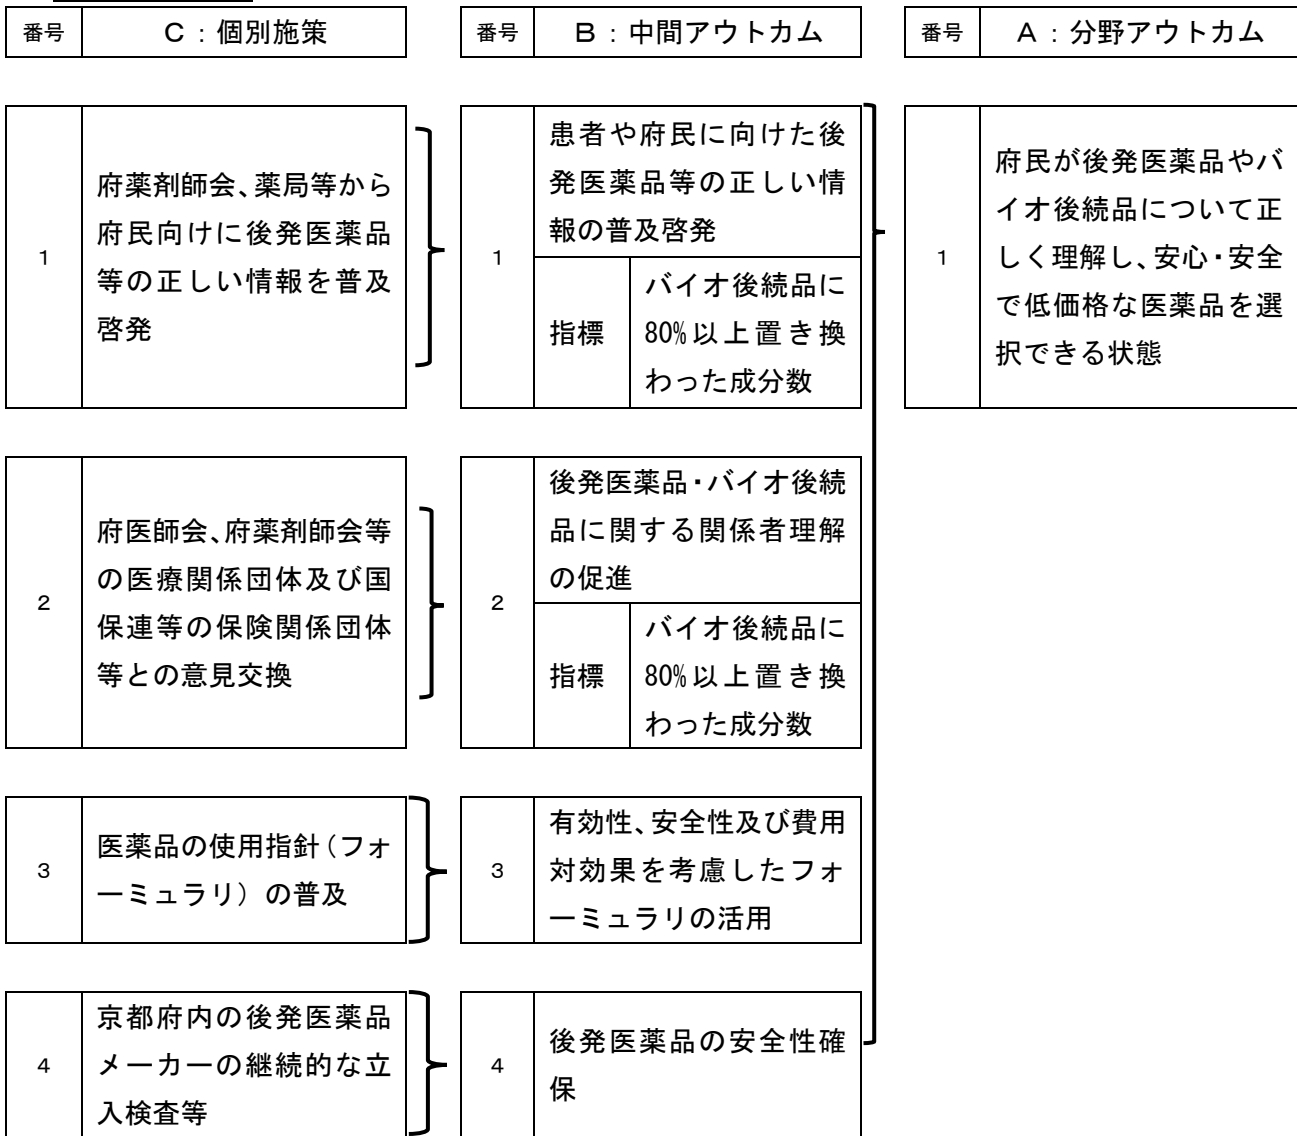 番号
C:個別施策
番号
B:中間アウトカム
番号
A:分野アウトカム
1
府薬剤師会、薬局等から
府民向けに後発医薬品
等の正しい情報を普及
啓発
1
患者や府民に向けた後
発医薬品等の正しい情
報の普及啓発
指標
バイオ後続品に
80%以上置き換
わった成分数
1
府民が後発医薬品やバ
イオ後続品について正
しく理解し、安心・安全
で低価格な医薬品を選
択できる状態
2
府医師会、府薬剤師会等
の医療関係団体及び国
保連等の保険関係団体
等との意見交換
2
後発医薬品・バイオ後続
品に関する関係者理解
の促進
指標
バイオ後続品に
80%以上置き換
わった成分数
3
医薬品の使用指針(フォ
ーミュラリ)の普及
3
有効性、安全性及び費用
対効果を考慮したフォ
ーミュラリの活用
4
京都府内の後発医薬品
メーカーの継続的な立
入検査等
4
後発医薬品の安全性確
保